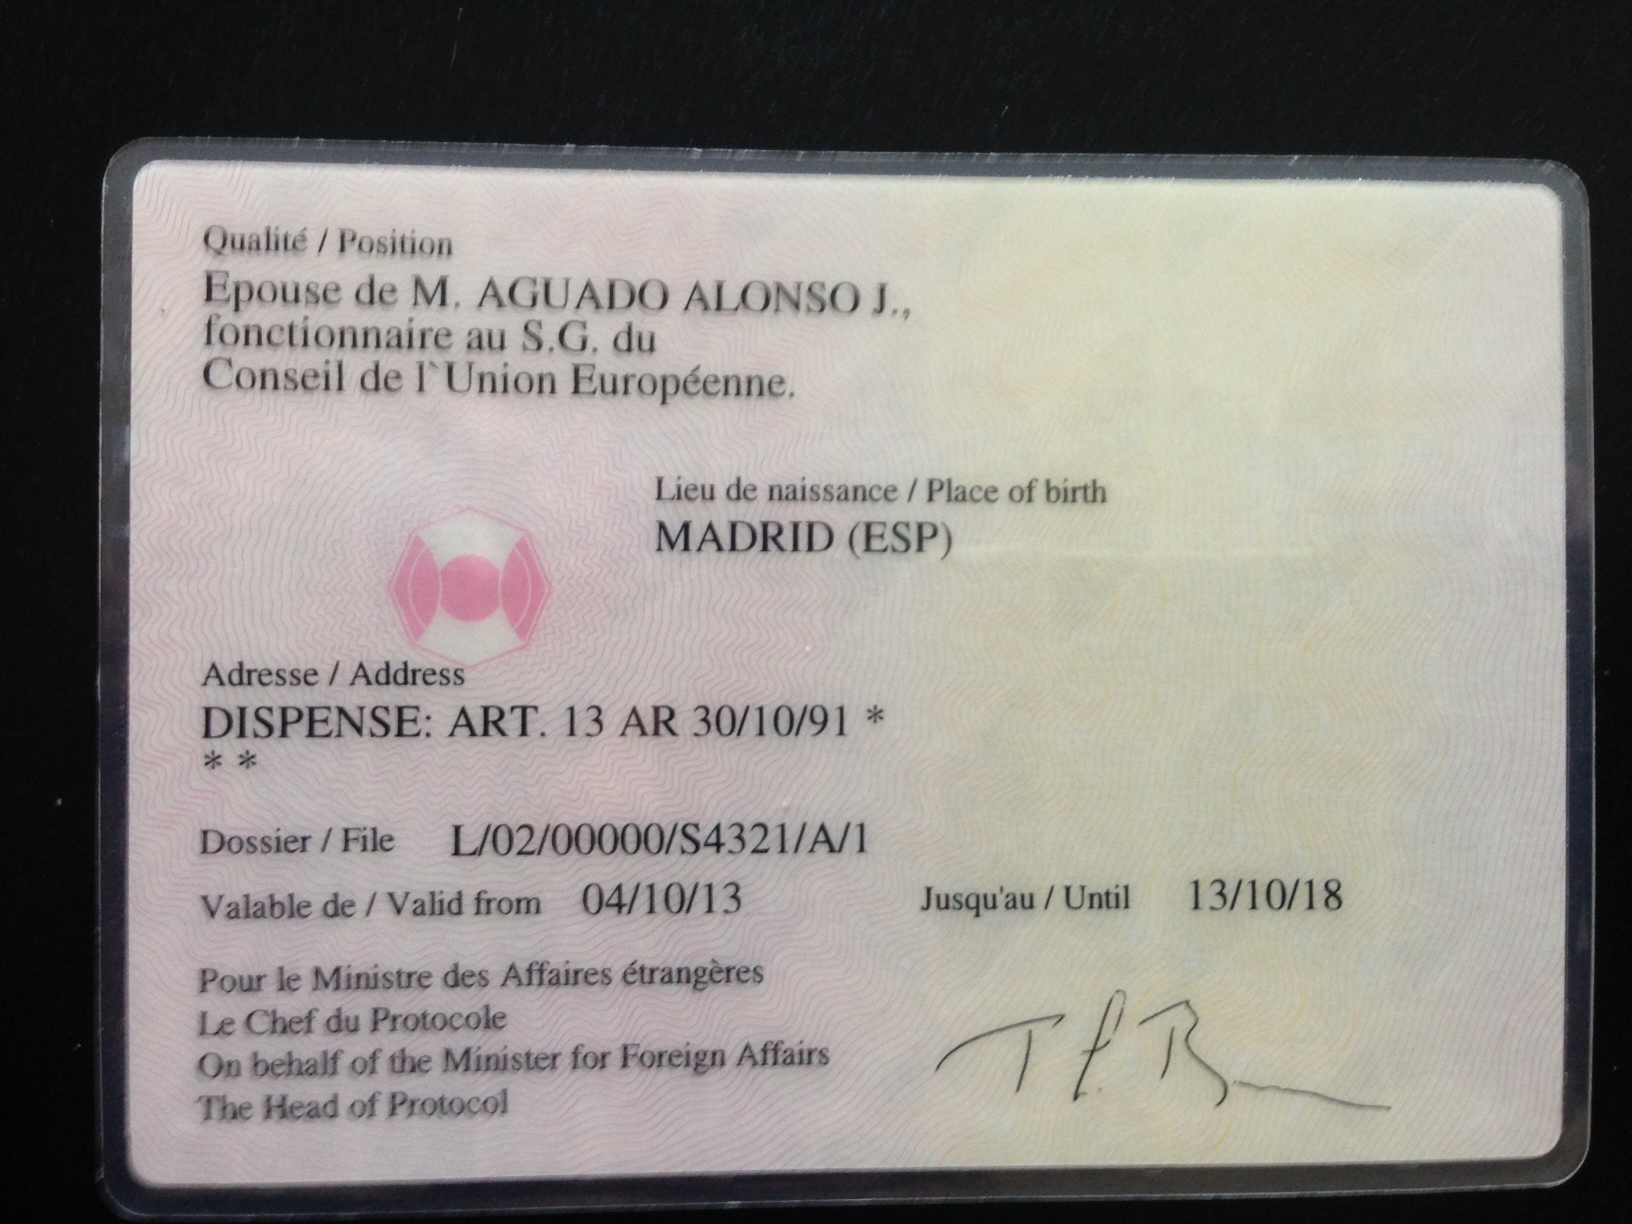 Qualité / Position
Epouse de M. AGUADO ALONSO J.,
fonctionnaire au S.G. du
Conseil de l`Union Européenne.
Lieu de naissance / Place of birth
MADRID (ESP)
Adresse / Address
DISPENSE: ART. 13 AR 30/10/91 *
* *
Dossier / File L/02/00000/S4321/A/1
Valable de / Valid from 04/10/13 Jusqu'au / Until 13/10/18
Pour le Ministre des Affaires étrangères
Le Chef du Protocole
On behalf of the Minister for Foreign Affairs
The Head of Protocol